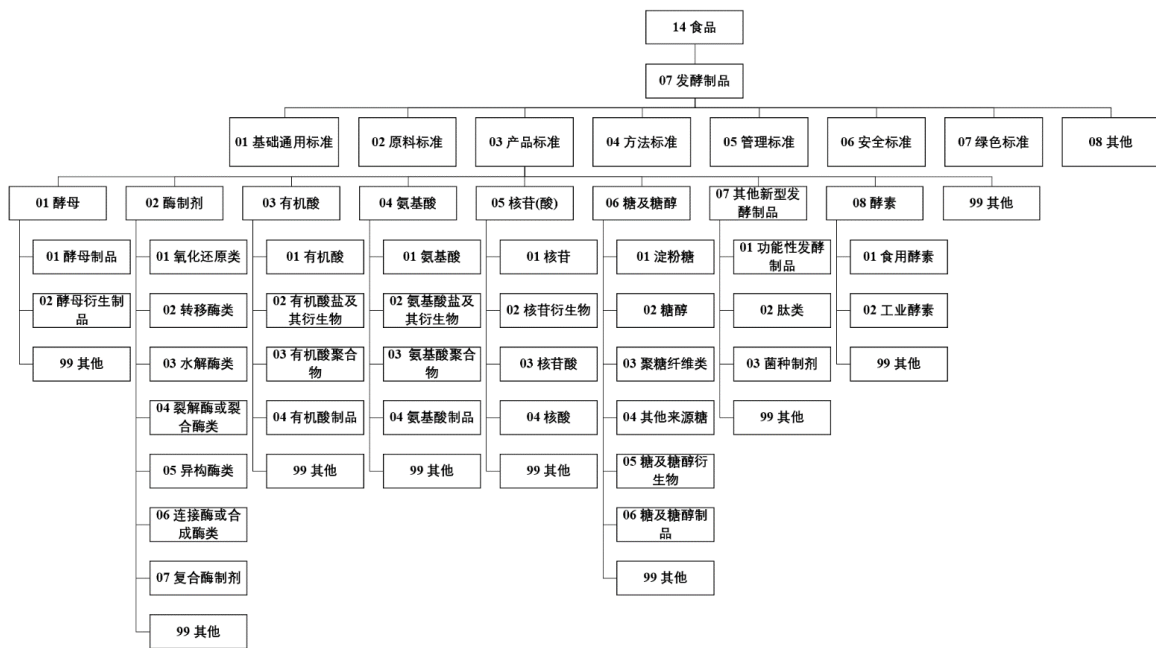 14 食品
07 发酵制品
01 基础通用标准
02 原料标准
03 产品标准
04 方法标准
05 管理标准
06 安全标准
07 绿色标准
08 其他
01 酵母
02 酶制剂
03 有机酸
04 氨基酸
05 核苷(酸)
06 糖及糖醇
07 其他新型发
酵制品
08 酵素
99 其他
01 酵母制品
02 酵母衍生制
品
99 其他
01 氧化还原类
02 转移酶类
03 水解酶类
04 裂解酶或裂
合酶类
05 异构酶类
06 连接酶或合
成酶类
07 复合酶制剂
99 其他
01 有机酸
02 有机酸盐及
其衍生物
03 有机酸聚合
物
04 有机酸制品
99 其他
01 氨基酸
02 氨基酸盐及
其衍生物
03 氨基酸聚合
物
04 氨基酸制品
99 其他
01 核苷
02 核苷衍生物
03 核苷酸
04 核酸
99 其他
01 淀粉糖
02 糖醇
03 聚糖纤维类
04 其他来源糖
05 糖及糖醇衍
生物
06 糖及糖醇制
品
99 其他
01 功能性发酵
制品
02 肽类
03 菌种制剂
99 其他
01 食用酵素
02 工业酵素
99 其他